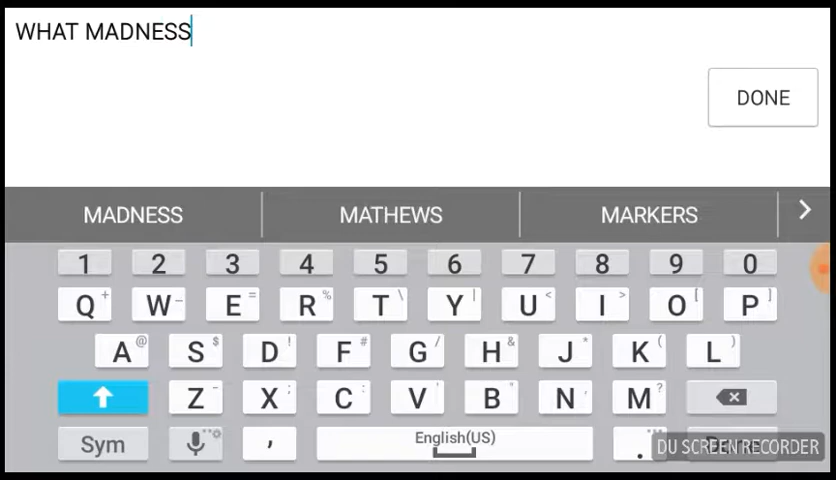 WHAT MADNESS
DONE
MADNESS MATHEWS MARKERS >
1 2 3 4 5 6 7 8 9 0
Q + W - E = R % T \ Y | U < I > O [ P ]
A @ S $ D ! F # G / H & J * K ( L )
Z - X ; C : V ' B " N , M ?
Sym , English(US) .
DU SCREEN RECORDER